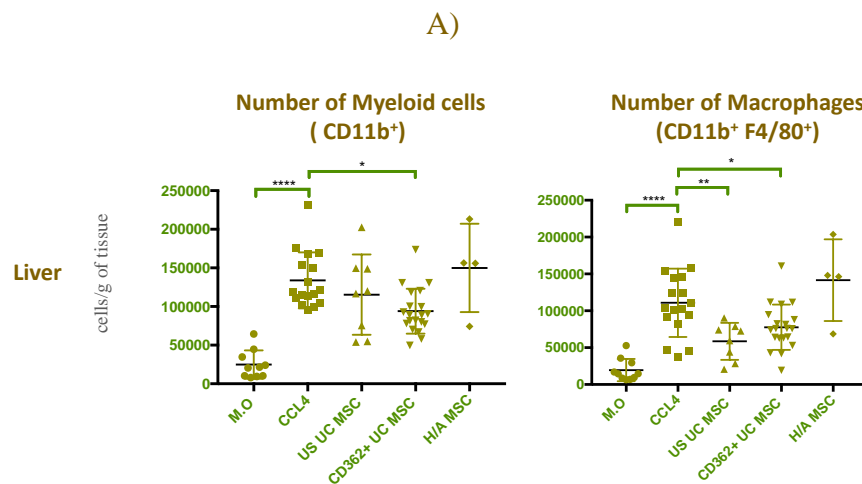 A)
Number of Myeloid cells
( CD11b⁺)
Number of Macrophages
(CD11b⁺ F4/80⁺)
Liver
cells/g of tissue
250000
200000
150000
100000
50000
0
****
*
M.O
CCL4
US UC MSC
CD362+ UC MSC
H/A MSC
250000
200000
150000
100000
50000
0
****
**
*
M.O
CCL4
US UC MSC
CD362+ UC MSC
H/A MSC